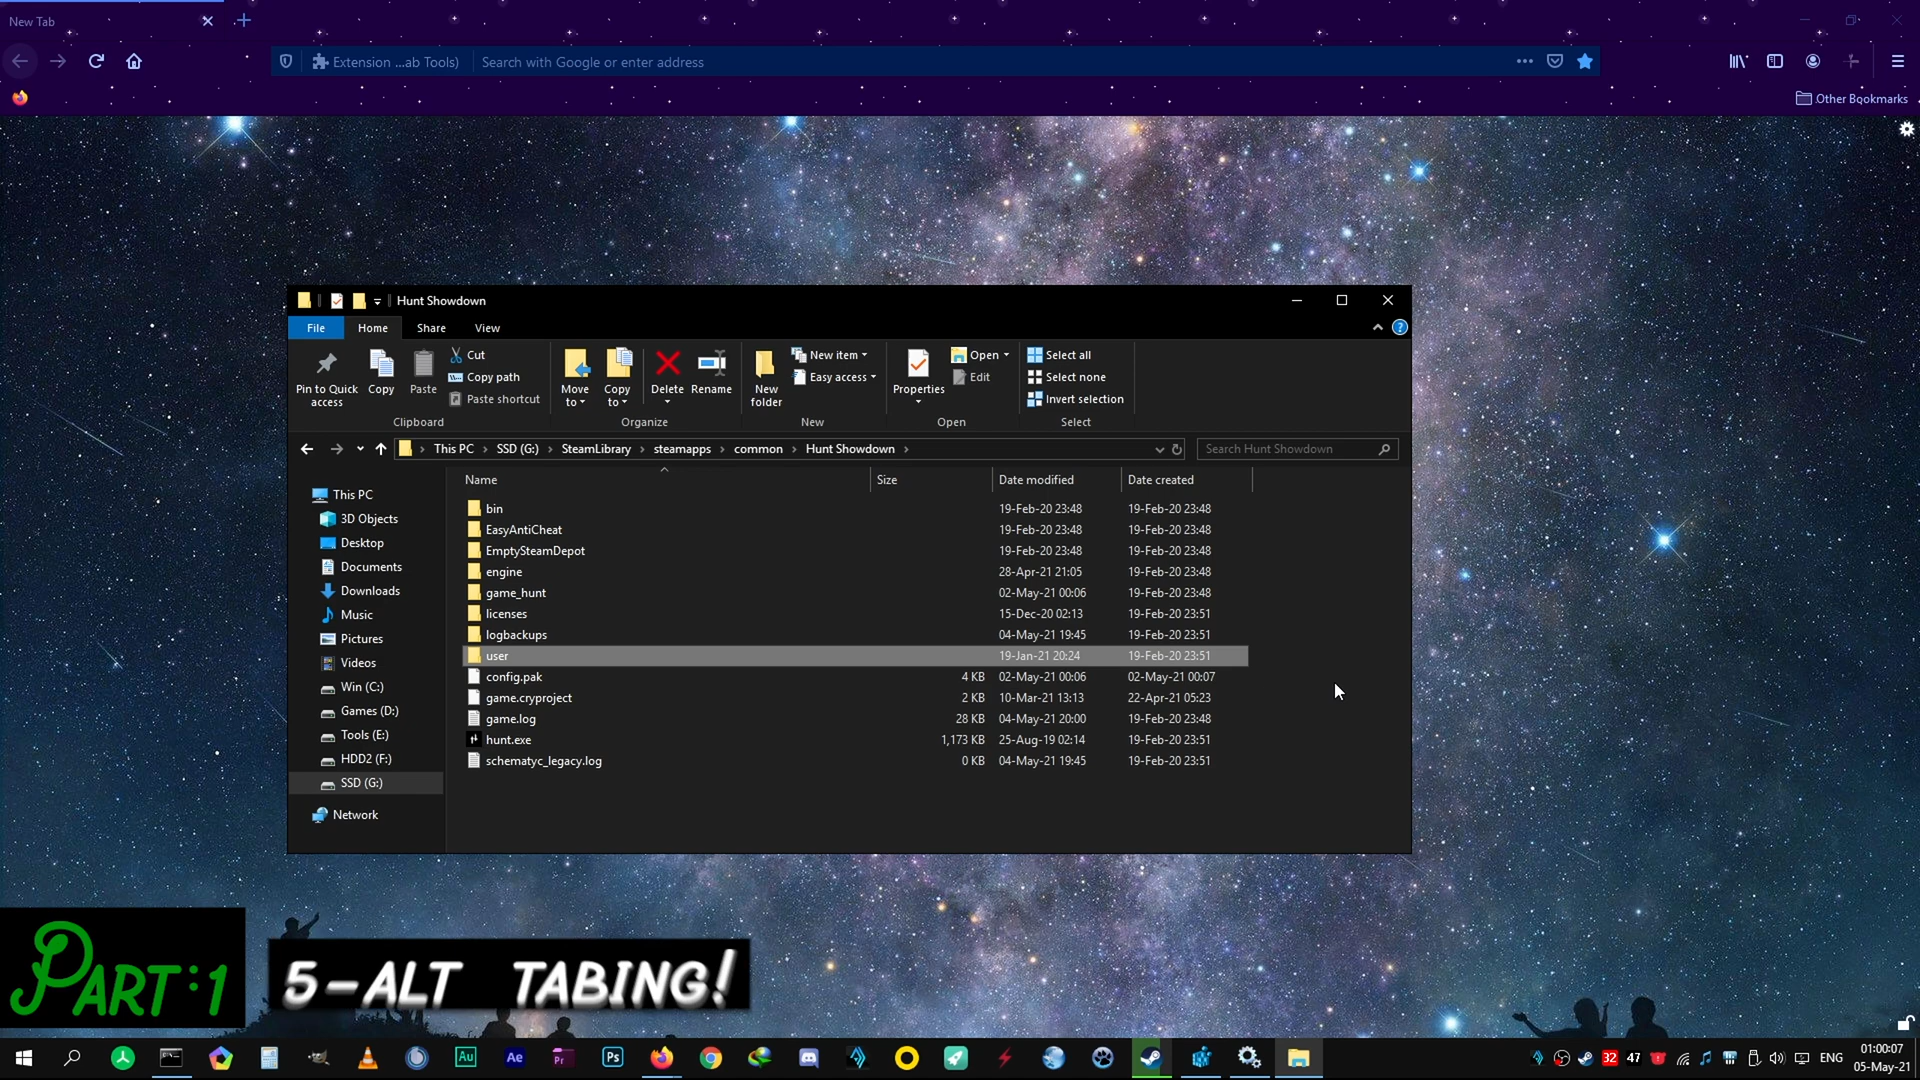 New Tab
Extension ...ab Tools)
Search with Google or enter address
Other Bookmarks
Hunt Showdown
File
Home
Share
View
Pin to Quick access
Copy
Paste
Cut
Copy path
Paste shortcut
Clipboard
Move to
Copy to
Delete
Rename
Organize
New folder
New item
Easy access
New
Properties
Open
Edit
Open
Select all
Select none
Invert selection
Select
This PC
SSD (G:)
SteamLibrary
steamapps
common
Hunt Showdown
Search Hunt Showdown
Name
Size
Date modified
Date created
This PC
3D Objects
Desktop
Documents
Downloads
Music
Pictures
Videos
Win (C:)
Games (D:)
Tools (E:)
HDD2 (F:)
SSD (G:)
Network
bin 19-Feb-20 23:48 19-Feb-20 23:48
EasyAntiCheat 19-Feb-20 23:48 19-Feb-20 23:48
EmptySteamDepot 19-Feb-20 23:48 19-Feb-20 23:48
engine 28-Apr-21 21:05 19-Feb-20 23:48
game_hunt 02-May-21 00:06 19-Feb-20 23:48
licenses 15-Dec-20 02:13 19-Feb-20 23:51
logbackups 04-May-21 19:45 19-Feb-20 23:51
user 19-Jan-21 20:24 19-Feb-20 23:51
config.pak 4 KB 02-May-21 00:06 02-May-21 00:07
game.cryproject 2 KB 10-Mar-21 13:13 22-Apr-21 05:23
game.log 28 KB 04-May-21 20:00 19-Feb-20 23:48
hunt.exe 1,173 KB 25-Aug-19 02:14 19-Feb-20 23:51
schematyc_legacy.log 0 KB 04-May-21 19:45 19-Feb-20 23:51
PART:1
5-ALT TABING!
Au
Ae
Pr
Ps
32
47
ENG
01:00:07
05-May-21